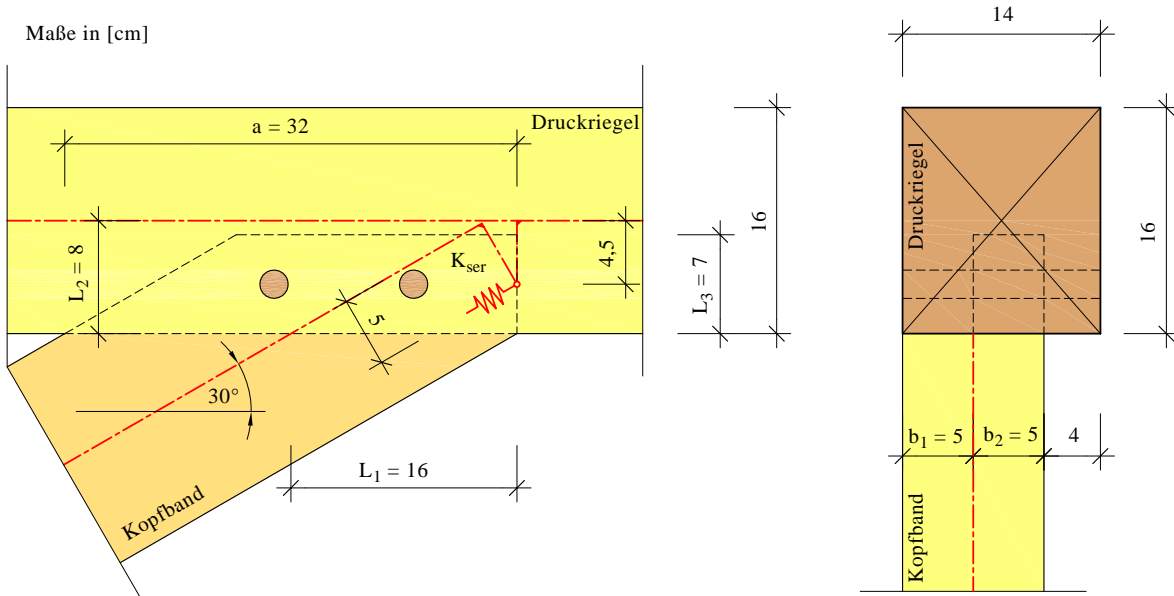 Maße in [cm]
a = 32
Druckriegel
L2 = 8
Kser
4,5
L3 = 7
16
5
30°
L1 = 16
Kopfband
14
Druckriegel
16
b1 = 5
b2 = 5
4
Kopfband